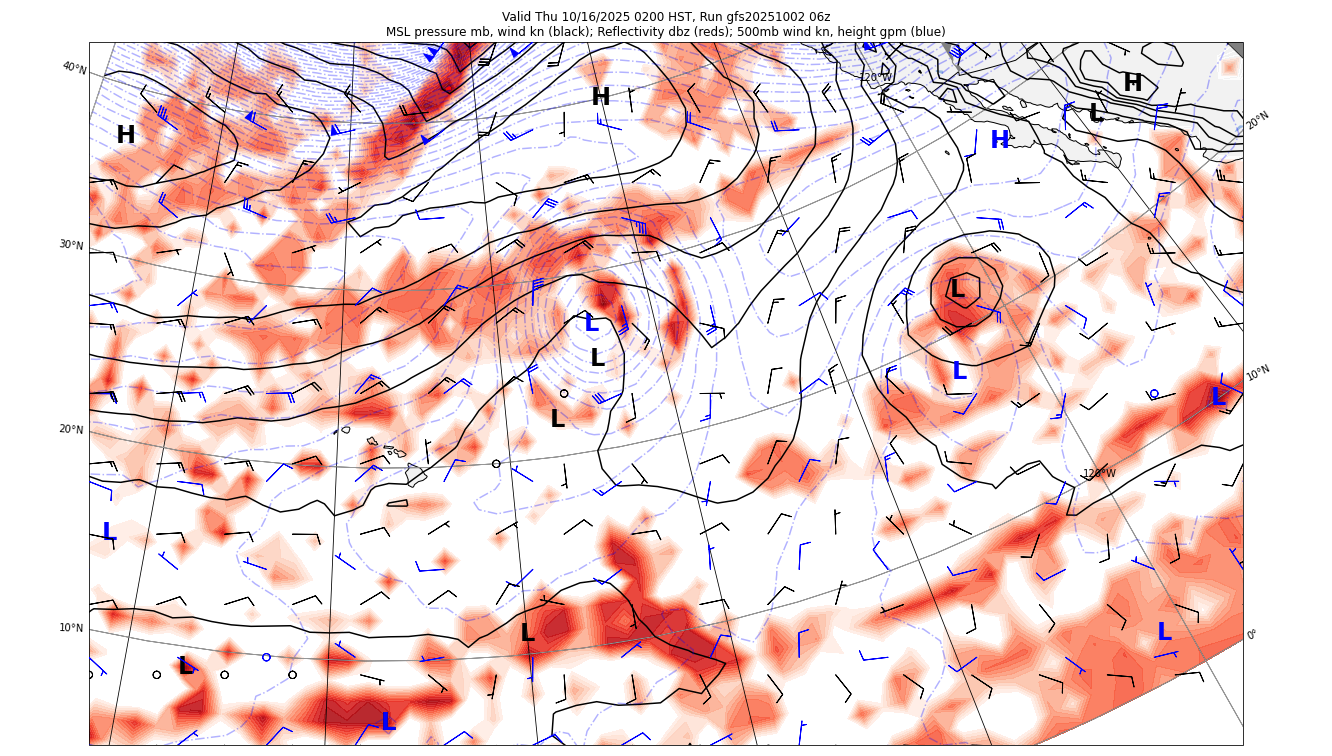 Valid Thu 10/16/2025 0200 HST, Run gfs20251002 06z
MSL pressure mb, wind kn (black); Reflectivity dbz (reds); 500mb wind kn, height gpm (blue)
40°N
120°W
H
H
L
20°N
H
H
30°N
L
L
L
L
10°N
L
L
20°N
120°W
L
10°N
L
L
0°
L
L